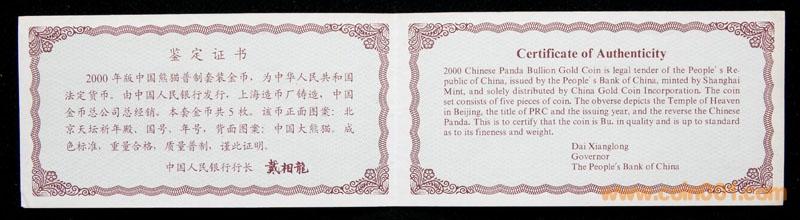 鉴定证书
2000年版中国熊猫普制套装金币，为中华人民共和国
法定货币。由中国人民银行发行，上海造币厂铸造，中国
金币总公司总经销。本套金币共5枚。该币正面图案：北
京天坛祈年殿、国号、年号，背面图案：中国大熊猫。成
色标准，重量合格，质量普制，谨此证明。
中国人民银行行长 戴相龍
Certificate of Authenticity
2000 Chinese Panda Bullion Gold Coin is legal tender of the People's Re-
public of China, issued by the People's Bank of China, minted by Shanghai
Mint, and solely distributed by China Gold Coin Incorporation. The coin
set consists of five pieces of coin. The obverse depicts the Temple of Heaven
in Beijing, the title of PRC and the issuing year, and the reverse the Chinese
Panda. This is to certify that the coin is Bu. in quality and is up to standard
as to its fineness and weight.
Dai Xianglong
Governor
The People's Bank of China
www.coin001.com